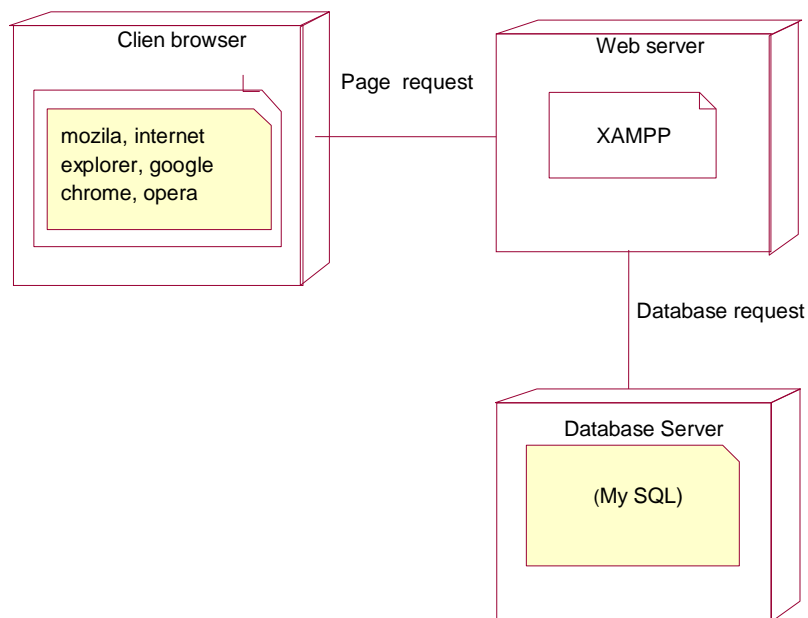 Clien browser
mozila, internet
explorer, google
chrome, opera
Page request
Web server
XAMPP
Database request
Database Server
(My SQL)